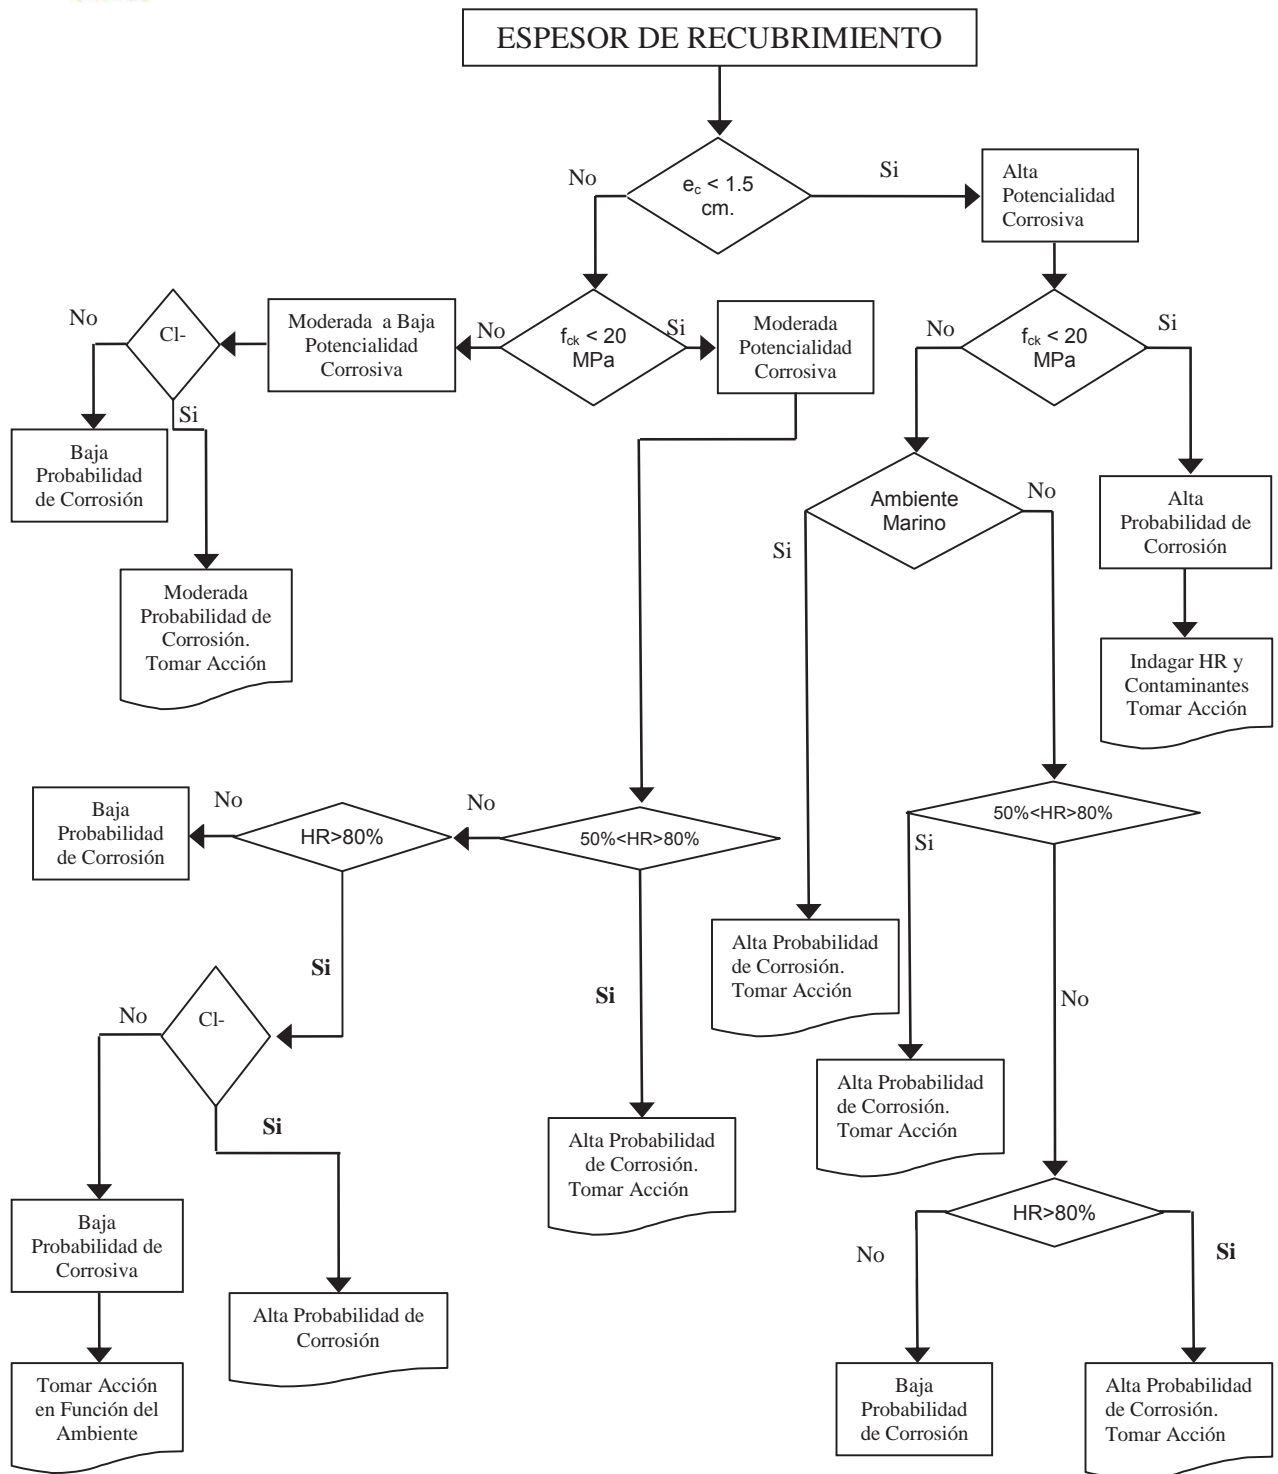 ESPESOR DE RECUBRIMIENTO
No
e_c < 1.5
cm.
Si
Alta
Potencialidad
Corrosiva
No
Cl-
Si
Moderada a Baja
Potencialidad
Corrosiva
No
f_ck < 20
MPa
Si
Moderada
Potencialidad
Corrosiva
No
f_ck < 20
MPa
Si
Baja
Probabilidad
de Corrosión
Moderada
Probabilidad de
Corrosión.
Tomar Acción
Ambiente
Marino
No
Si
Alta
Probabilidad de
Corrosión
Indagar HR y
Contaminantes
Tomar Acción
Baja
Probabilidad
de Corrosión
No
HR>80%
No
50%<HR>80%
50%<HR>80%
Si
Si
Si
No
Cl-
No
Si
Alta Probabilidad
de Corrosión.
Tomar Acción
Alta Probabilidad
de Corrosión.
Tomar Acción
Alta Probabilidad
de Corrosión.
Tomar Acción
Baja
Probabilidad de
Corrosiva
Alta Probabilidad de
Corrosión
HR>80%
No
Si
Tomar Acción
en Función del
Ambiente
Baja
Probabilidad
de Corrosión
Alta Probabilidad
de Corrosión.
Tomar Acción